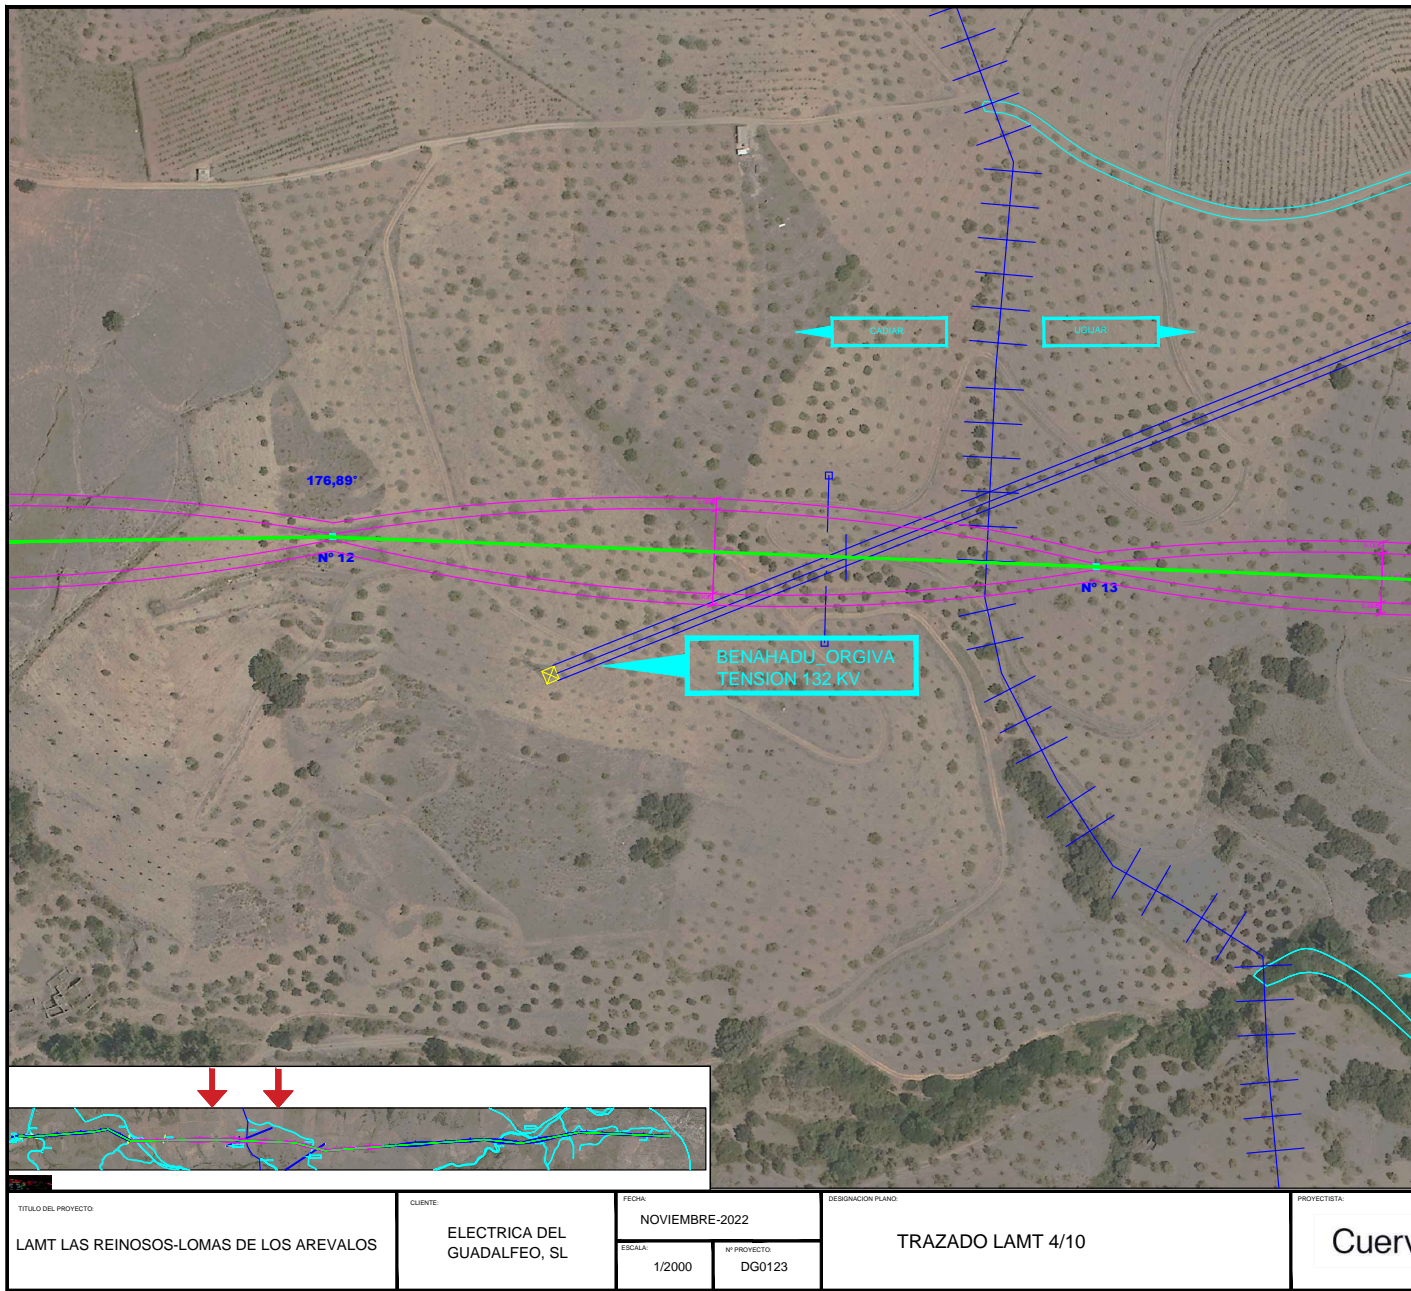 CADIAR
UGIJAR
176,89°
Nº 12
Nº 13
BENAHADU_ORGIVA
TENSION 132 KV
TITULO DEL PROYECTO:
LAMT LAS REINOSOS-LOMAS DE LOS AREVALOS
CLIENTE:
ELECTRICA DEL
GUADALFEO, SL
FECHA:
NOVIEMBRE-2022
ESCALA:
1/2000
Nº PROYECTO:
DG0123
DESIGNACION PLANO:
TRAZADO LAMT 4/10
PROYECTISTA:
Cuerv